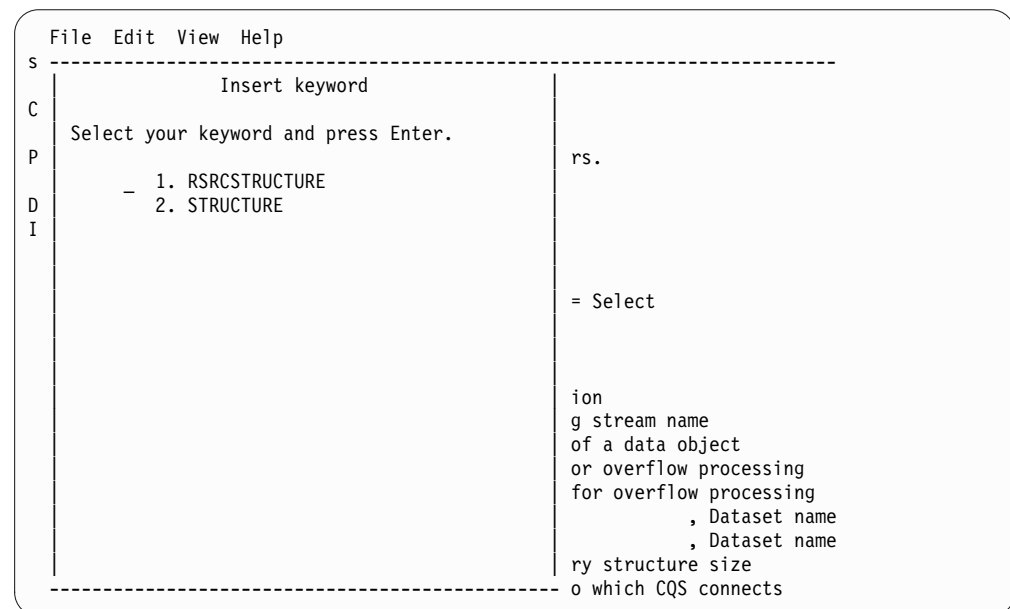 File Edit View Help
s --------------------------------------------------------------------------
Insert keyword
C
Select your keyword and press Enter.
P rs.
_ 1. RSRCSTRUCTURE
D 2. STRUCTURE
I
= Select
ion
g stream name
of a data object
or overflow processing
for overflow processing
, Dataset name
, Dataset name
ry structure size
------------------------------------------------ o which CQS connects